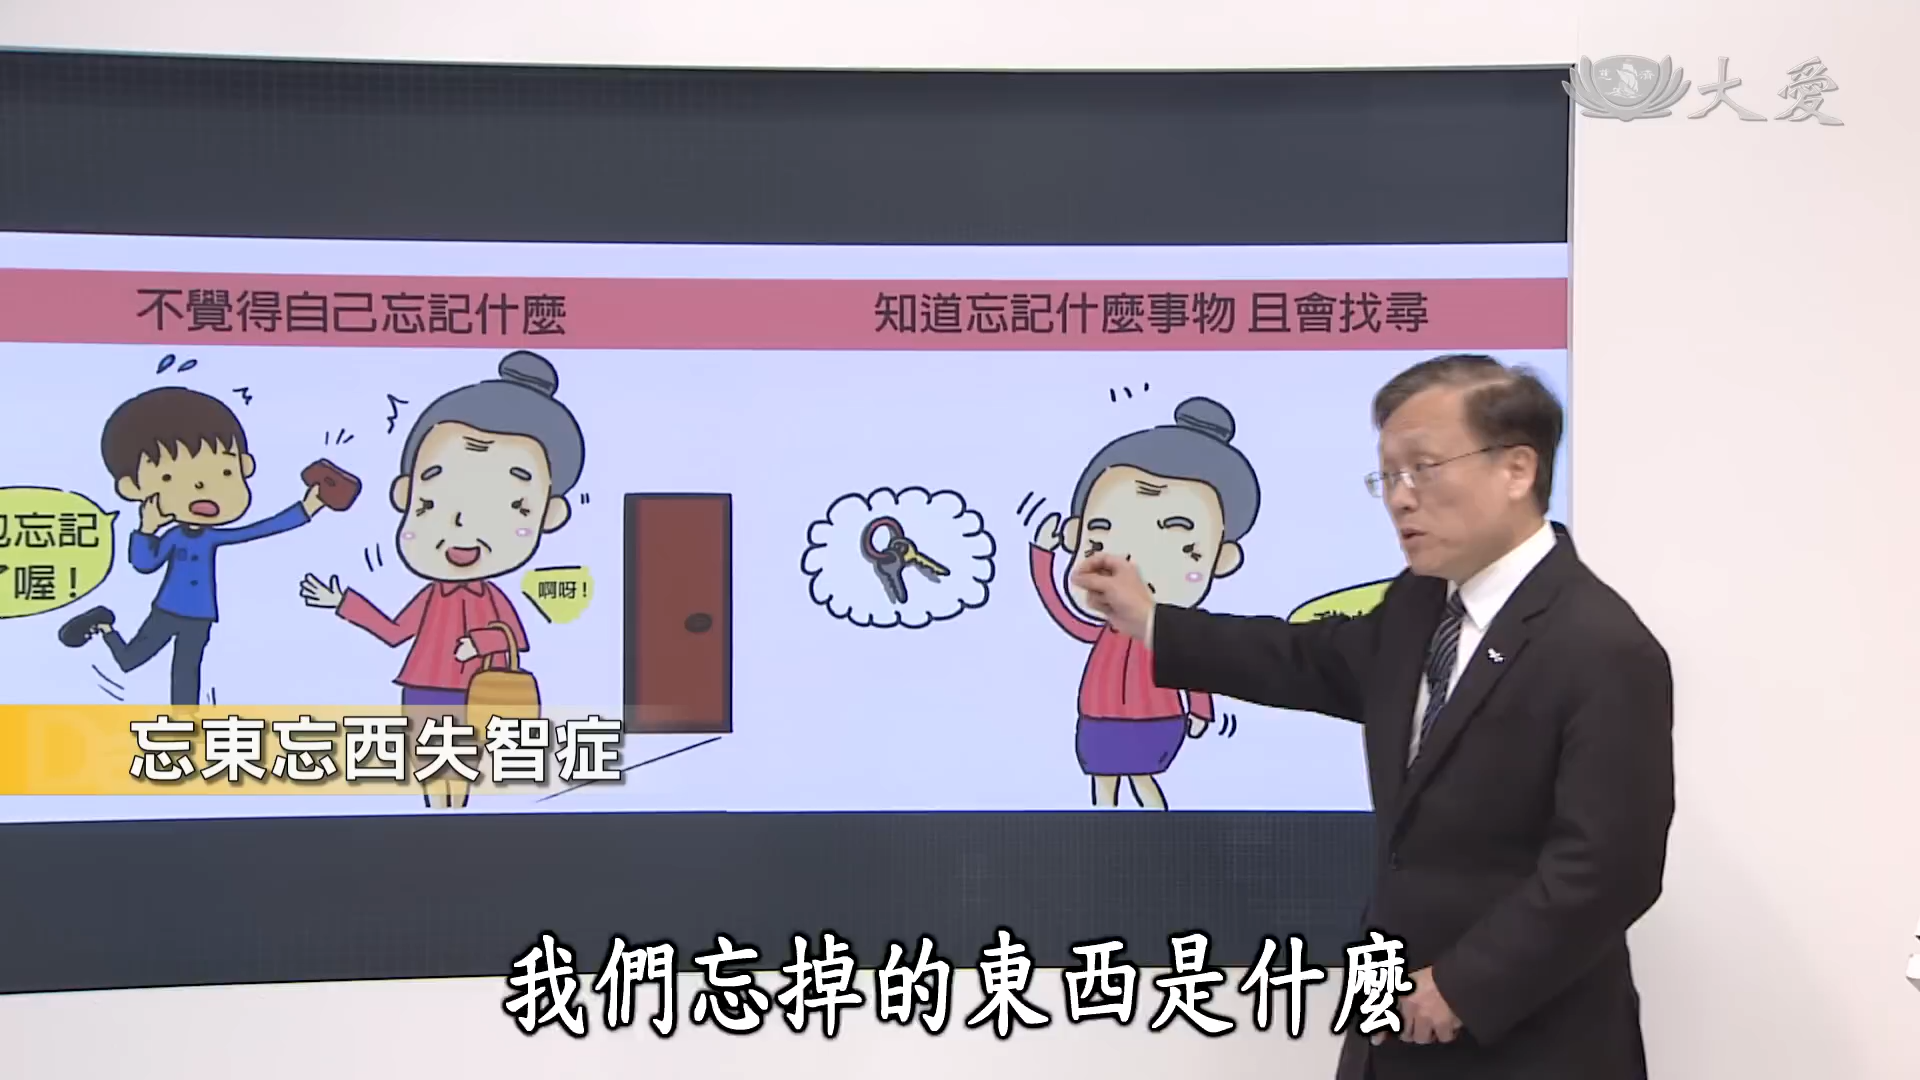 大愛
不覺得自己忘記什麼
知道忘記什麼事物 且會找尋
忘記
了喔！
啊呀！
忘東忘西失智症
我們忘掉的東西是什麼